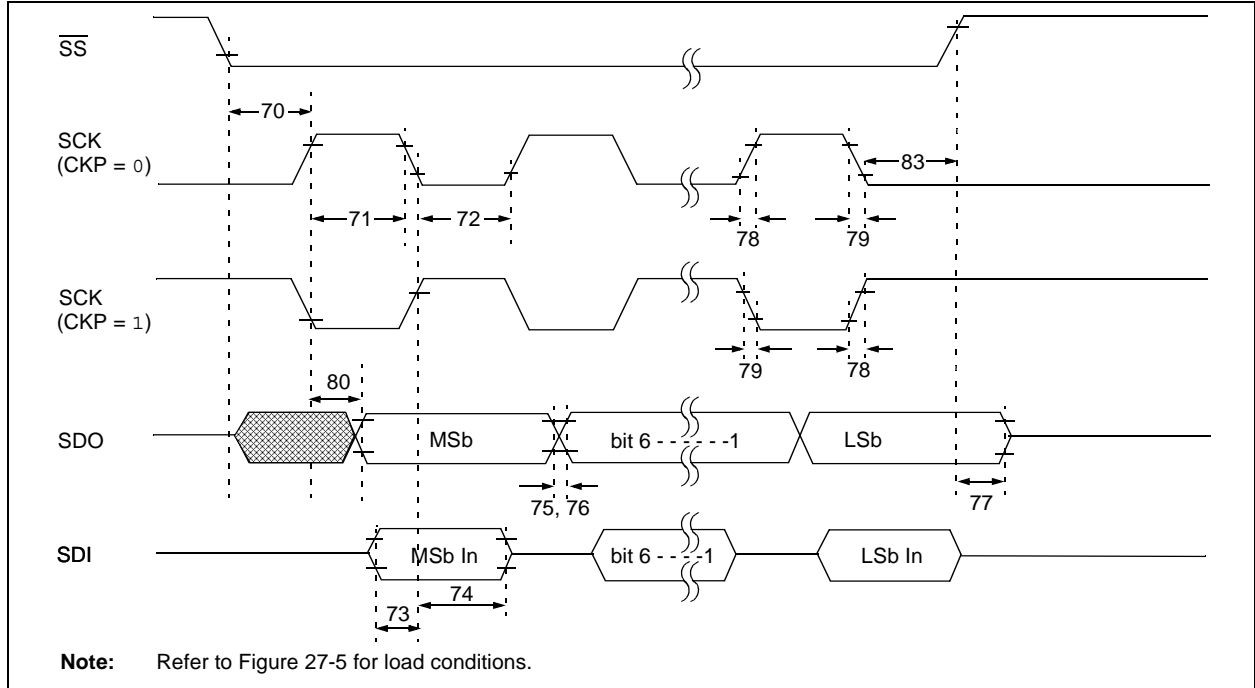 SS
70
SCK
(CKP = 0)
83
71
72
78
79
SCK
(CKP = 1)
79
78
80
SDO
MSb
bit 6 - - - - - -1
LSb
75, 76
77
SDI
MSb In
bit 6 - - - -1
LSb In
74
73
Note: Refer to Figure 27-5 for load conditions.